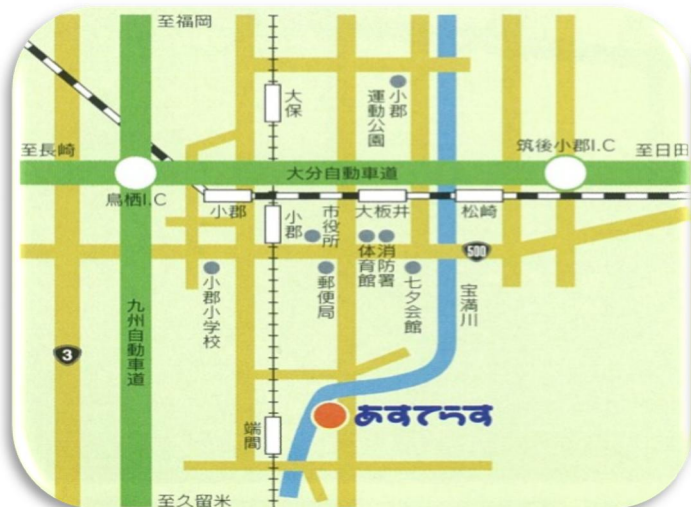 至福岡
大保
小郡
運動公園
至長崎
筑後小郡I.C
至日田
大分自動車道
鳥栖I.C
小郡
小郡
市役所
大板井
松崎
500
体育館
消防署
小郡小学校
郵便局
七夕会館
宝満川
九州自動車道
3
あすてらす
端間
至久留米